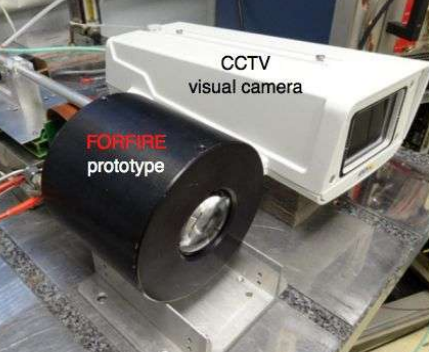 CCTV
visual camera
FORFIRE
prototype